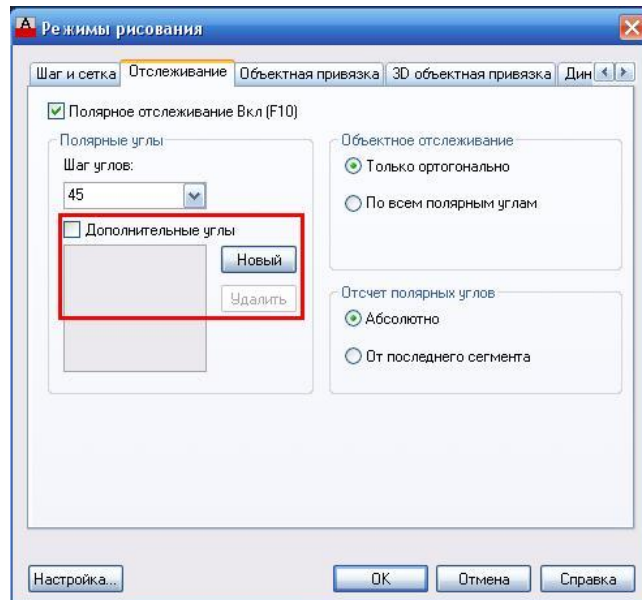 Режимы рисования
Шаг и сетка Отслеживание Объектная привязка 3D объектная привязка Дин
Полярное отслеживание Вкл (F10)
Полярные углы
Шаг углов:
45
Дополнительные углы
Новый
Удалить
Объектное отслеживание
Только ортогонально
По всем полярным углам
Отсчет полярных углов
Абсолютно
От последнего сегмента
Настройка... OK Отмена Справка